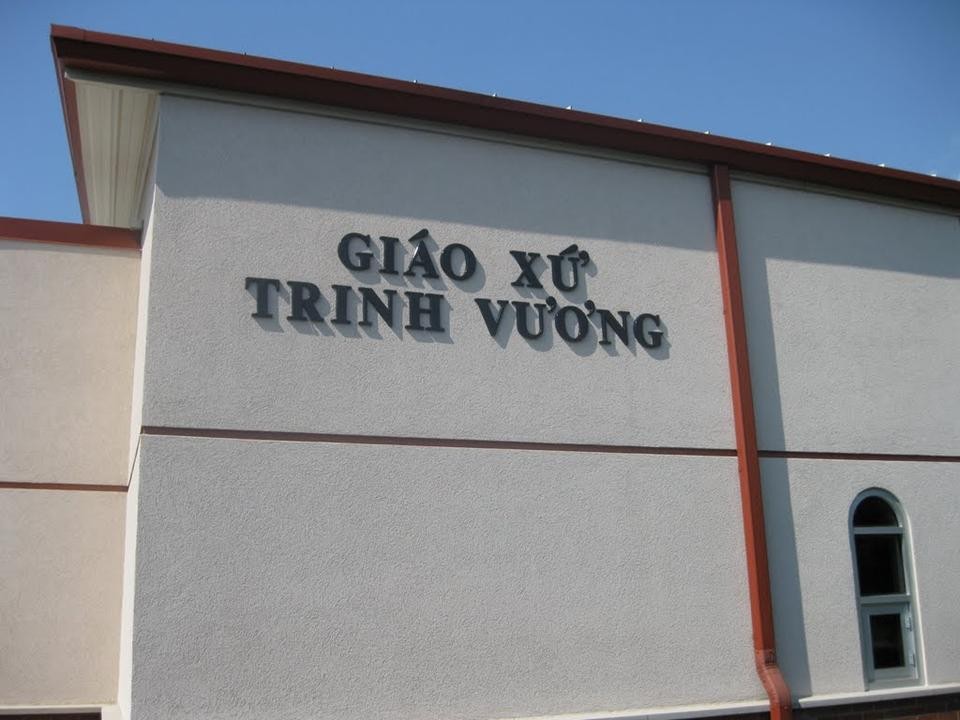 GIÁO XỨ
TRINH VƯƠNG